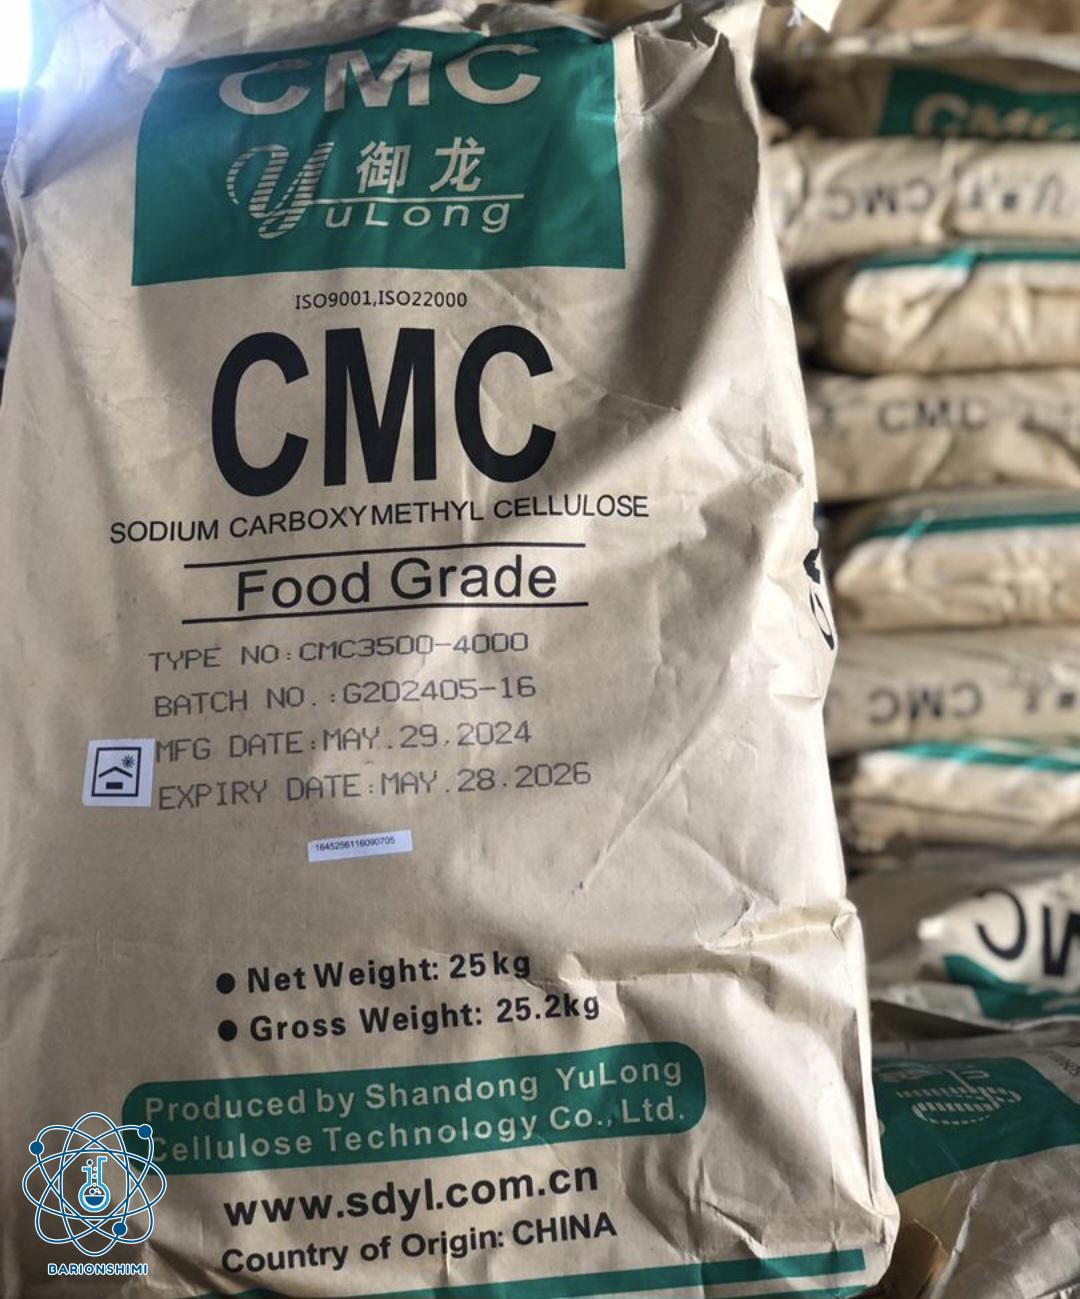 CMC
御龙
YuLong
ISO9001,ISO22000
CMC
SODIUM CARBOXYMETHYL CELLULOSE
Food Grade
TYPE NO:CMC3500-4000
BATCH NO.:G202405-16
MFG DATE:MAY.29.2024
EXPIRY DATE:MAY.28.2026
1645256116090705
● Net Weight: 25kg
● Gross Weight: 25.2kg
Produced by Shandong YuLong
Cellulose Technology Co., Ltd.
www.sdyl.com.cn
Country of Origin: CHINA
BARIONSHIMI
CMC
CMC
CMC
CMC